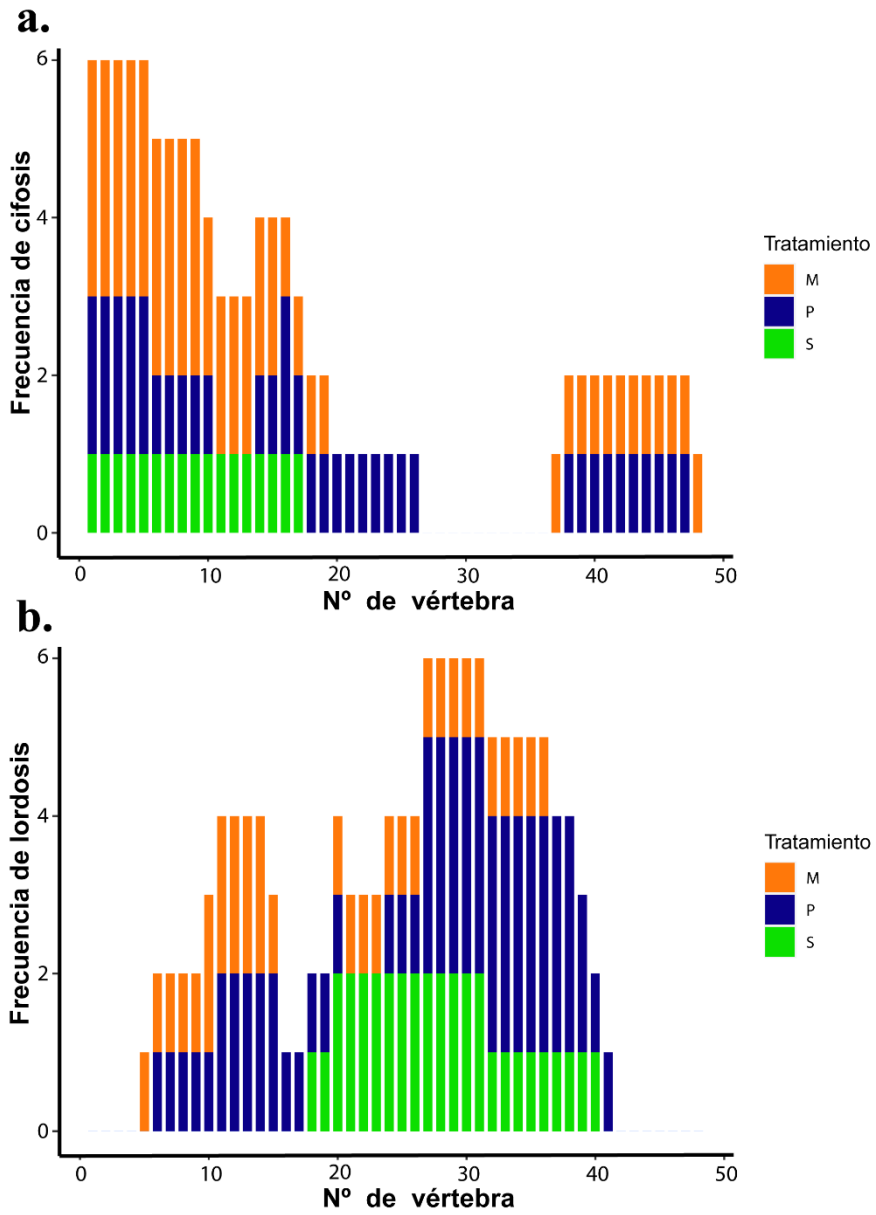 a.
6
4
2
0
Frecuencia de cifosis
0 10 20 30 40 50
Nº de vértebra
Tratamiento
M
P
S
b.
6
4
2
0
Frecuencia de lordosis
0 10 20 30 40 50
Nº de vértebra
Tratamiento
M
P
S